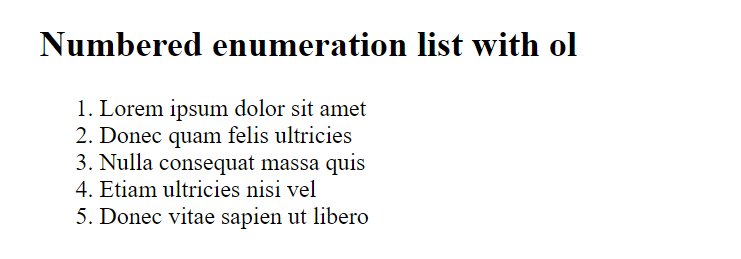 Numbered enumeration list with ol
1. Lorem ipsum dolor sit amet
2. Donec quam felis ultricies
3. Nulla consequat massa quis
4. Etiam ultricies nisi vel
5. Donec vitae sapien ut libero